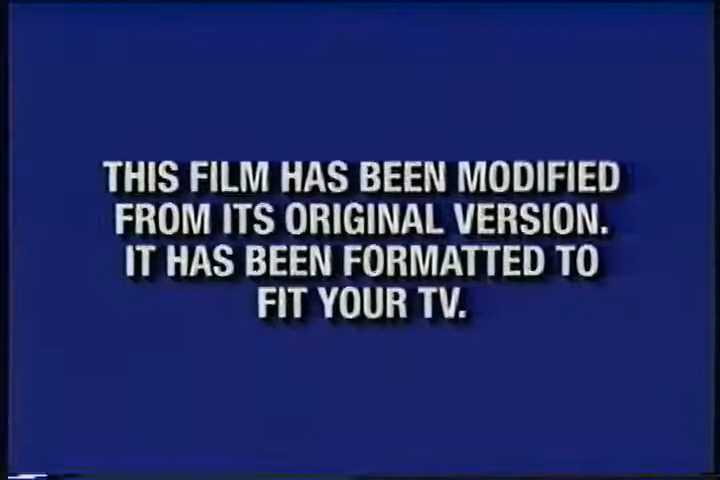 THIS FILM HAS BEEN MODIFIED
FROM ITS ORIGINAL VERSION.
IT HAS BEEN FORMATTED TO
FIT YOUR TV.